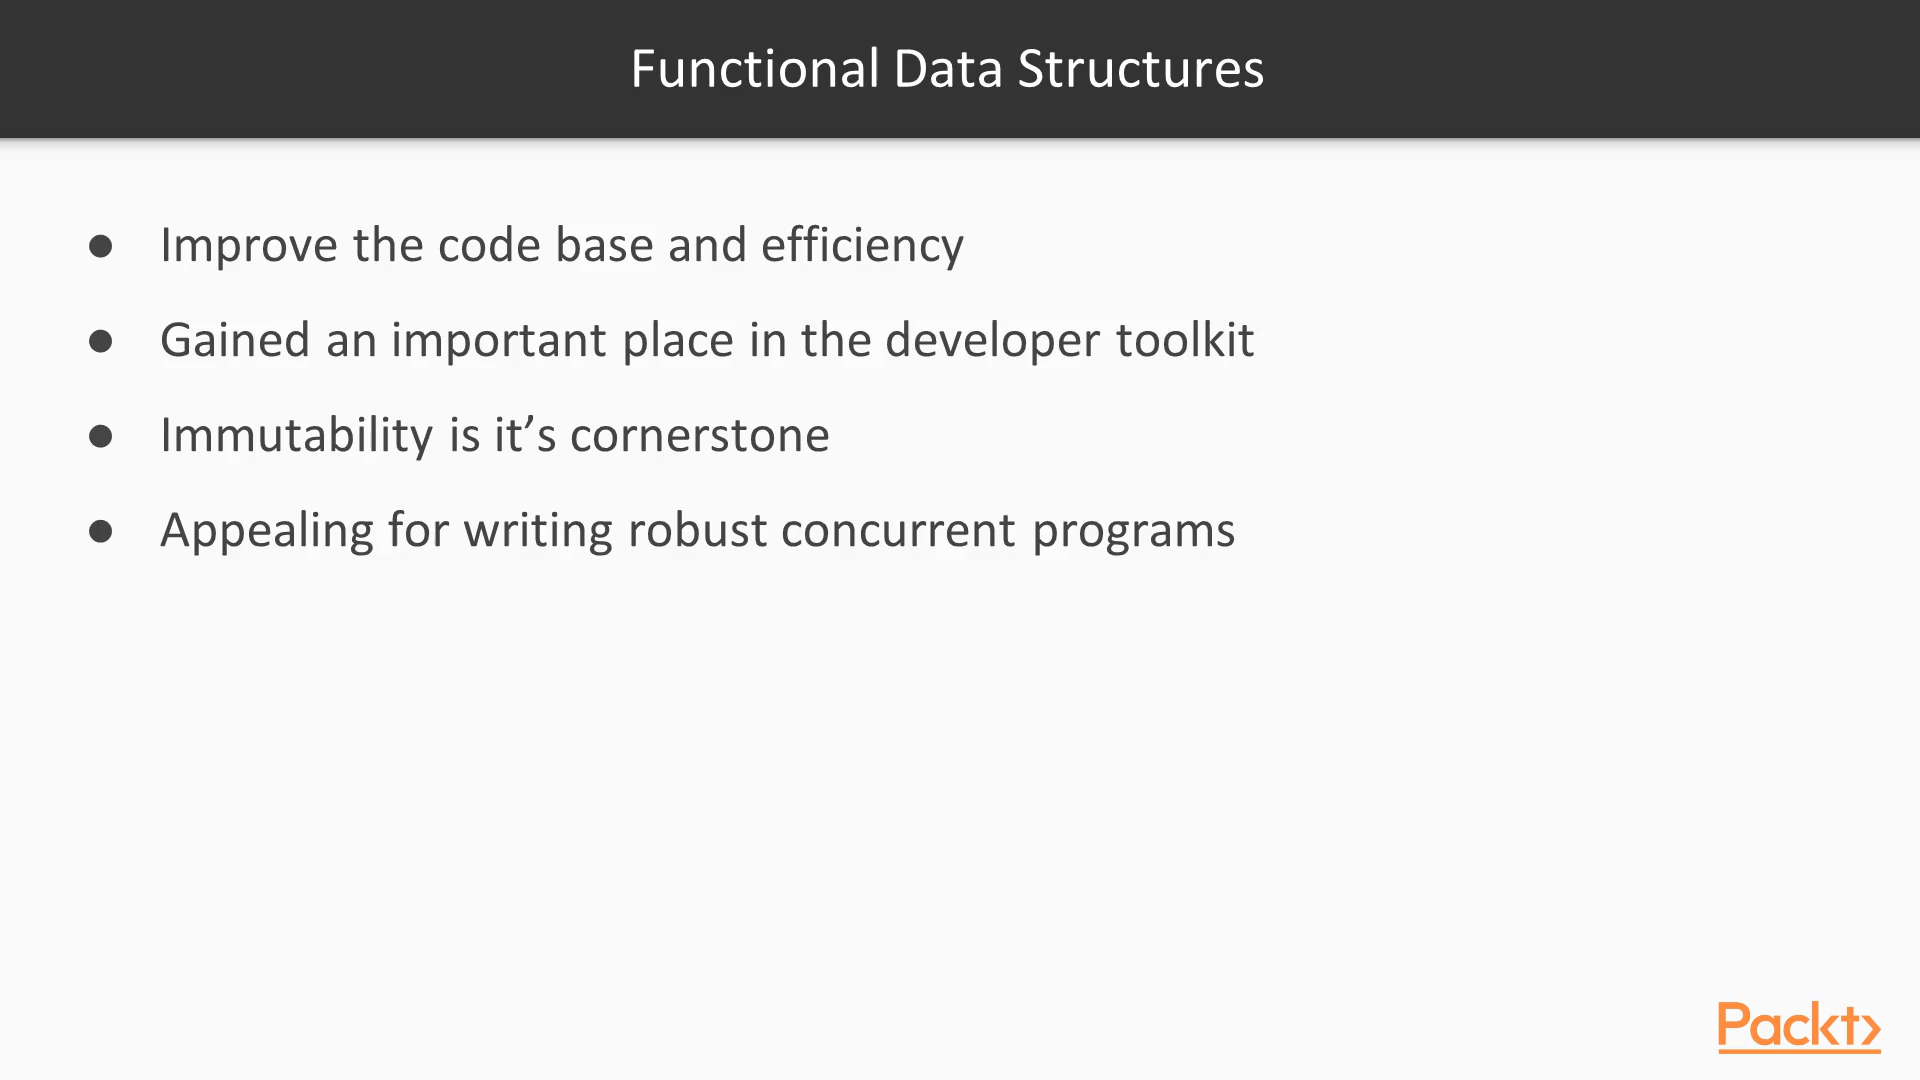 Functional Data Structures
● Improve the code base and efficiency
● Gained an important place in the developer toolkit
● Immutability is it’s cornerstone
● Appealing for writing robust concurrent programs
Packt>